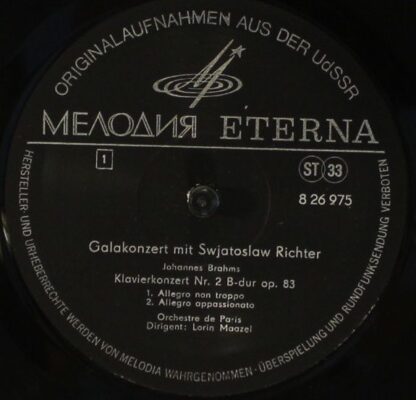 ORIGINALAUFNAHMEN AUS DER UdSSR
МЕЛОДИЯ ETERNA
1
ST 33
8 26 975
Galakonzert mit Swjatoslaw Richter
Johannes Brahms
Klavierkonzert Nr. 2 B-dur op. 83
1. Allegro non troppo
2. Allegro appassionato
Orchestre de Paris
Dirigent: Lorin Maazel
HERSTELLER- UND URHEBERRECHTE WERDEN VON MELODIA WAHRGENOMMEN · ÜBERSPIELUNG UND RUNDFUNKSENDUNG VERBOTEN